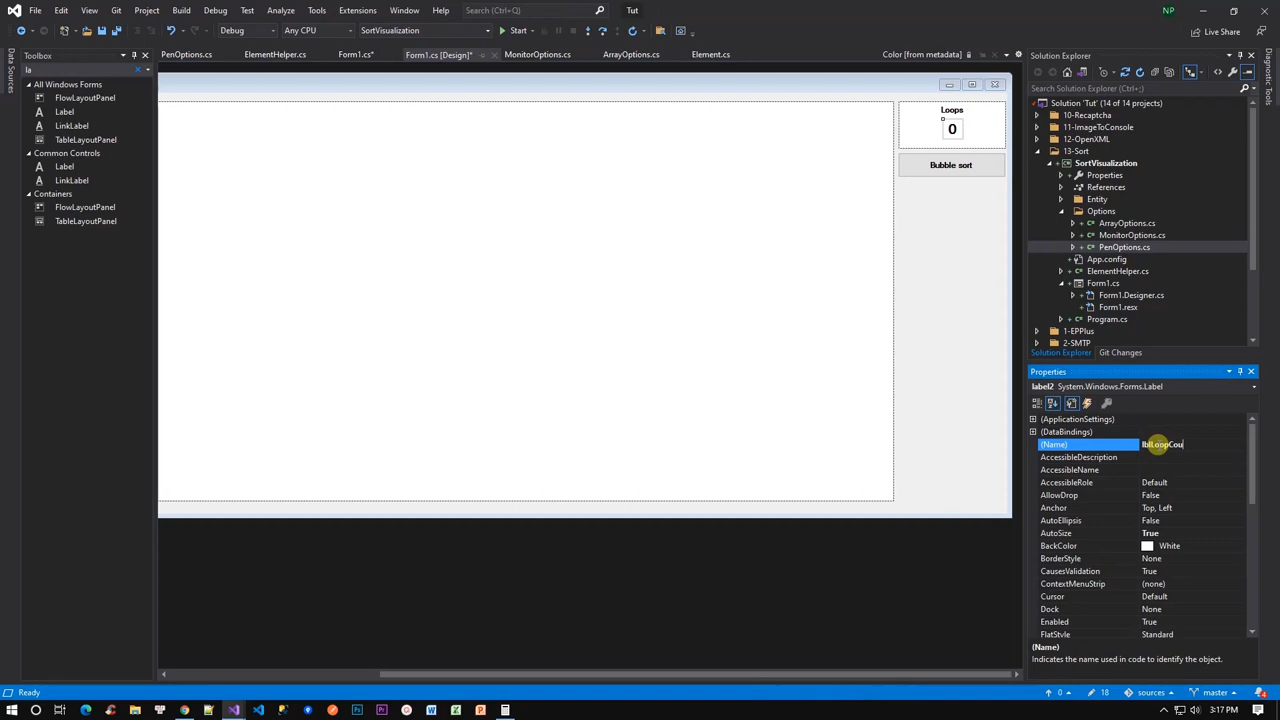 File Edit View Git Project Build Debug Test Analyze Tools Extensions Window Help Search (Ctrl+Q) Tut NP
Debug Any CPU SortVisualization Start Live Share
Data Sources
Toolbox
la
All Windows Forms
FlowLayoutPanel
Label
LinkLabel
TableLayoutPanel
Common Controls
Label
LinkLabel
Containers
FlowLayoutPanel
TableLayoutPanel
PenOptions.cs ElementHelper.cs Form1.cs* Form1.cs [Design]* MonitorOptions.cs ArrayOptions.cs Element.cs Color [from metadata]
Loops
0
Bubble sort
Solution Explorer
Search Solution Explorer (Ctrl+;)
Solution 'Tut' (14 of 14 projects)
10-Recaptcha
11-ImageToConsole
12-OpenXML
13-Sort
SortVisualization
Properties
References
Entity
Options
ArrayOptions.cs
MonitorOptions.cs
PenOptions.cs
App.config
ElementHelper.cs
Form1.cs
Form1.Designer.cs
Form1.resx
Program.cs
1-EPPlus
2-SMTP
Solution Explorer Git Changes
Diagnostic Tools
Properties
label2 System.Windows.Forms.Label
(ApplicationSettings)
(DataBindings)
(Name) lblLoopCou
AccessibleDescription
AccessibleName
AccessibleRole Default
AllowDrop False
Anchor Top, Left
AutoEllipsis False
AutoSize True
BackColor White
BorderStyle None
CausesValidation True
ContextMenuStrip (none)
Cursor Default
Dock None
Enabled True
FlatStyle Standard
(Name)
Indicates the name used in code to identify the object.
Ready 0 18 sources master 4
3:17 PM